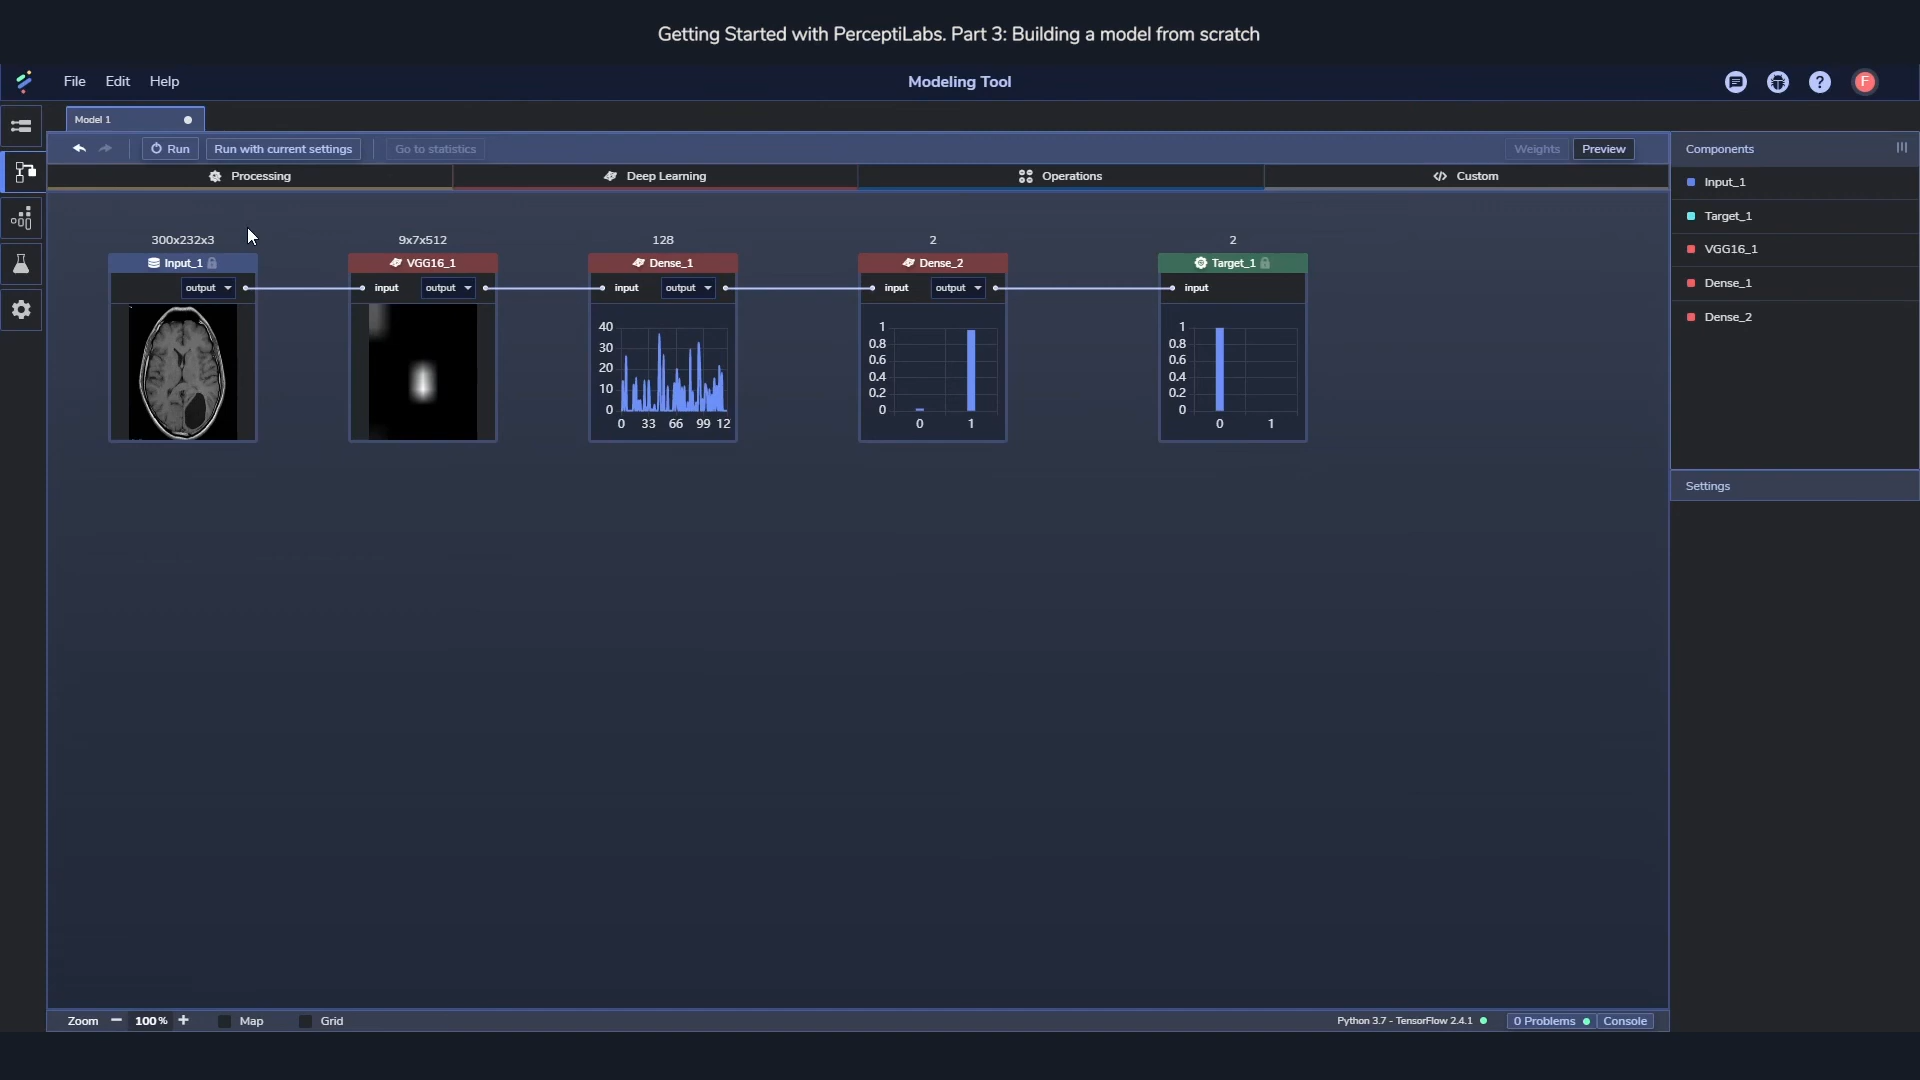 Getting Started with PerceptiLabs. Part 3: Building a model from scratch
File Edit Help
Modeling Tool
? F
Model 1
Run Run with current settings Go to statistics Weights Preview
Processing Deep Learning Operations Custom
Components
Input_1
Target_1
VGG16_1
Dense_1
Dense_2
Settings
300x232x3
Input_1
output
9x7x512
VGG16_1
input output
128
Dense_1
input output
40
30
20
10
0
0 33 66 99 12
2
Dense_2
input output
1
0.8
0.6
0.4
0.2
0
0 1
2
Target_1
input
1
0.8
0.6
0.4
0.2
0
0 1
Zoom 100% Map Grid
Python 3.7 - TensorFlow 2.4.1 0 Problems Console